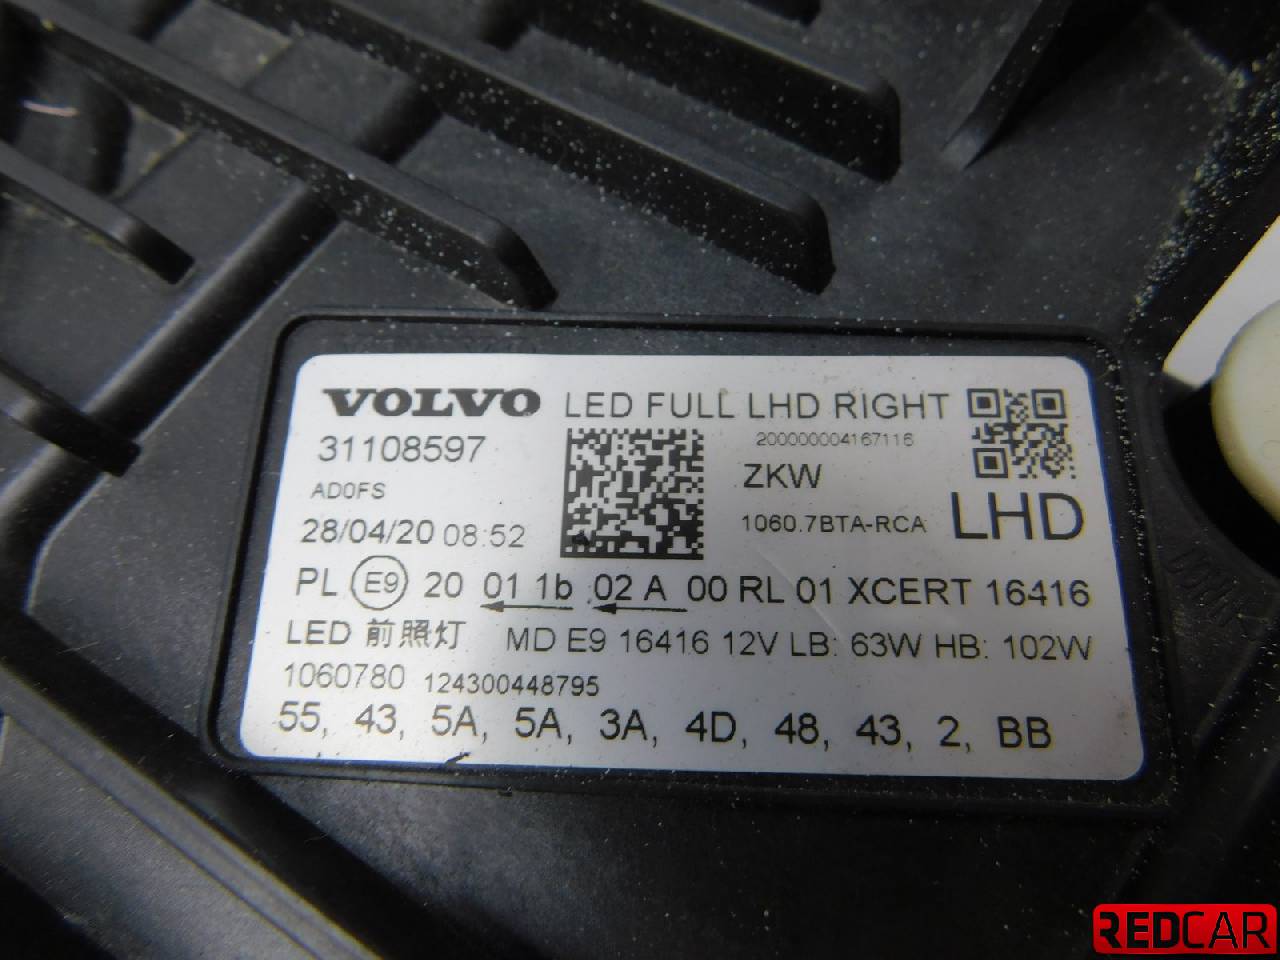 VOLVO LED FULL LHD RIGHT
31108597 200000004167116
AD0FS ZKW
28/04/20 08:52 1060.7BTA-RCA LHD
PL E9 20 01 1b 02 A 00 RL 01 XCERT 16416
LED 前照灯 MD E9 16416 12V LB: 63W HB: 102W
1060780 124300448795
55, 43, 5A, 5A, 3A, 4D, 48, 43, 2, BB
REDCAR